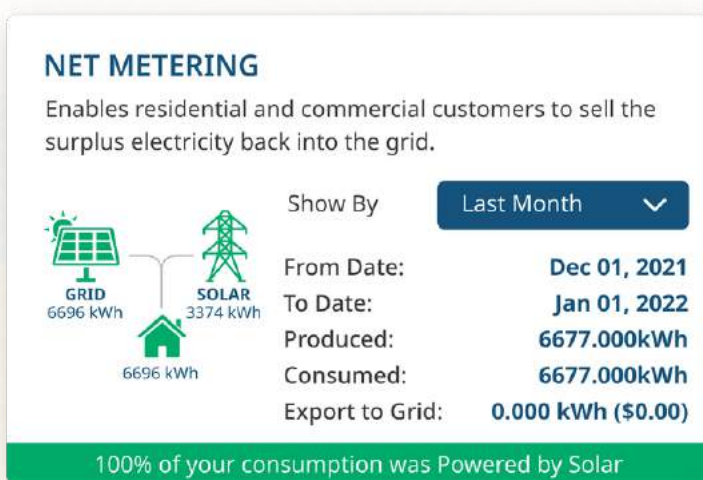 NET METERING
Enables residential and commercial customers to sell the
surplus electricity back into the grid.
Show By
Last Month
GRID
6696 kWh
SOLAR
3374 kWh
6696 kWh
From Date: Dec 01, 2021
To Date: Jan 01, 2022
Produced: 6677.000kWh
Consumed: 6677.000kWh
Export to Grid: 0.000 kWh ($0.00)
100% of your consumption was Powered by Solar